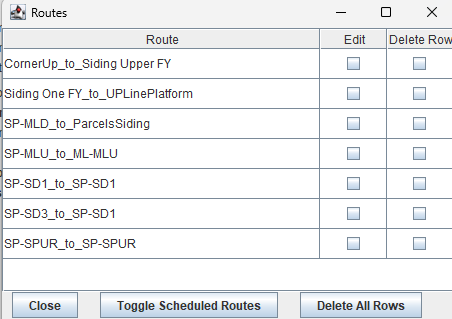 Routes
Route Edit Delete Row
CornerUp_to_Siding Upper FY
Siding One FY_to_UPLinePlatform
SP-MLD_to_ParcelsSiding
SP-MLU_to_ML-MLU
SP-SD1_to_SP-SD1
SP-SD3_to_SP-SD1
SP-SPUR_to_SP-SPUR
Close Toggle Scheduled Routes Delete All Rows